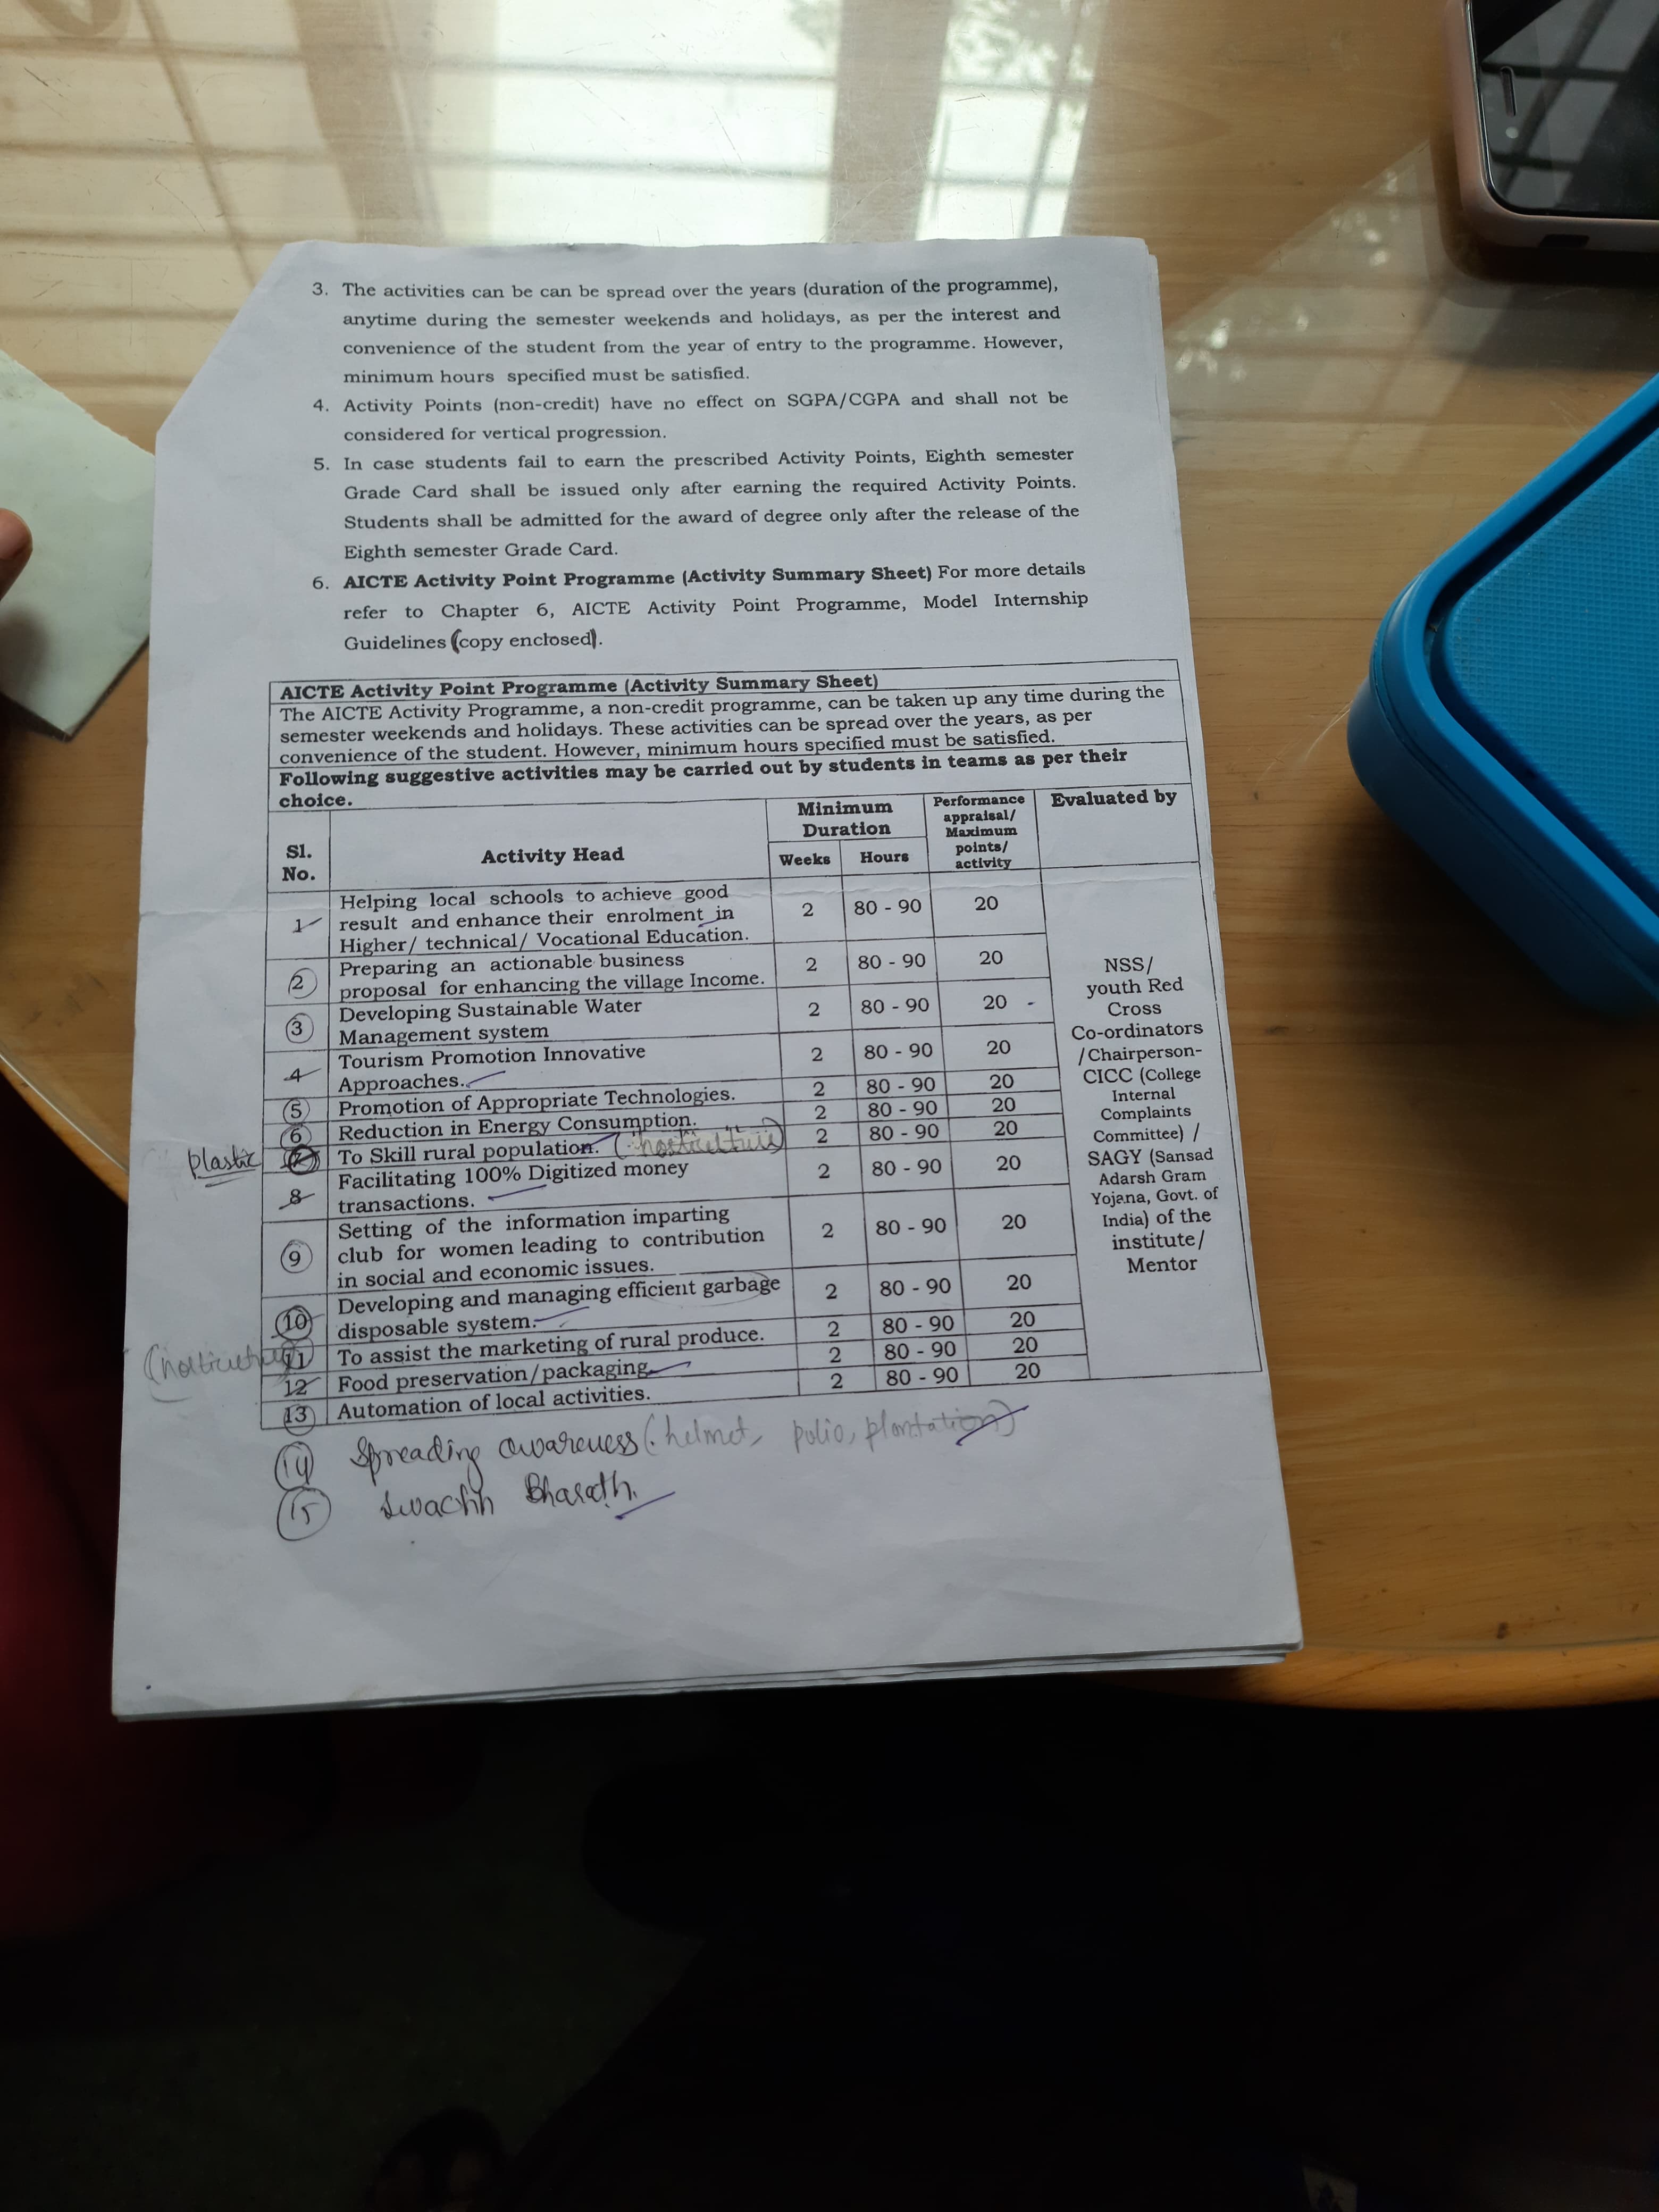 3. The activities can be can be spread over the years (duration of the programme),
anytime during the semester weekends and holidays, as per the interest and
convenience of the student from the year of entry to the programme. However,
minimum hours specified must be satisfied.
4. Activity Points (non-credit) have no effect on SGPA/CGPA and shall not be
considered for vertical progression.
5. In case students fail to earn the prescribed Activity Points, Eighth semester
Grade Card shall be issued only after earning the required Activity Points.
Students shall be admitted for the award of degree only after the release of the
Eighth semester Grade Card.
6. AICTE Activity Point Programme (Activity Summary Sheet) For more details
refer to Chapter 6, AICTE Activity Point Programme, Model Internship
Guidelines (copy enclosed).
AICTE Activity Point Programme (Activity Summary Sheet)
The AICTE Activity Programme, a non-credit programme, can be taken up any time during the
semester weekends and holidays. These activities can be spread over the years, as per
convenience of the student. However, minimum hours specified must be satisfied.
Following suggestive activities may be carried out by students in teams as per their
choice.
Sl.
No.
Activity Head
Minimum
Duration
Weeks
Hours
Performance
appraisal/
Maximum
points/
activity
Evaluated by
1
Helping local schools to achieve good
result and enhance their enrolment in
Higher/ technical/ Vocational Education.
2
80 - 90
20
2
Preparing an actionable business
proposal for enhancing the village Income.
2
80 - 90
20
3
Developing Sustainable Water
Management system
2
80 - 90
20
4
Tourism Promotion Innovative
Approaches.
2
80 - 90
20
5
Promotion of Appropriate Technologies.
2
80 - 90
20
6
Reduction in Energy Consumption.
2
80 - 90
20
plastic
To Skill rural population. ("horticulture")
2
80 - 90
20
8
Facilitating 100% Digitized money
transactions.
2
80 - 90
20
9
Setting of the information imparting
club for women leading to contribution
in social and economic issues.
2
80 - 90
20
10
Developing and managing efficient garbage
disposable system.
2
80 - 90
20
(horticulture)
11
To assist the marketing of rural produce.
2
80 - 90
20
12
Food preservation/packaging.
2
80 - 90
20
13
Automation of local activities.
2
80 - 90
20
NSS/
youth Red
Cross
Co-ordinators
/Chairperson-
CICC (College
Internal
Complaints
Committee) /
SAGY (Sansad
Adarsh Gram
Yojana, Govt. of
India) of the
institute/
Mentor
14 Spreading awareness (helmet, polio, plantation)
15 Swachh Bharath.